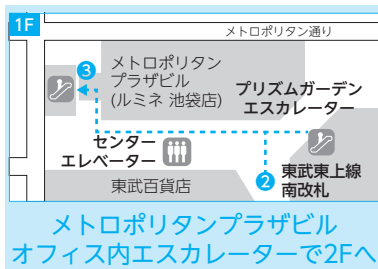 1F
メトロポリタン通り
3
メトロポリタン
プラザビル
(ルミネ 池袋店)
プリズムガーデン
エスカレーター
センター
エレベーター
2
東武東上線
南改札
東武百貨店
メトロポリタンプラザビル
オフィス内エスカレーターで2Fへ